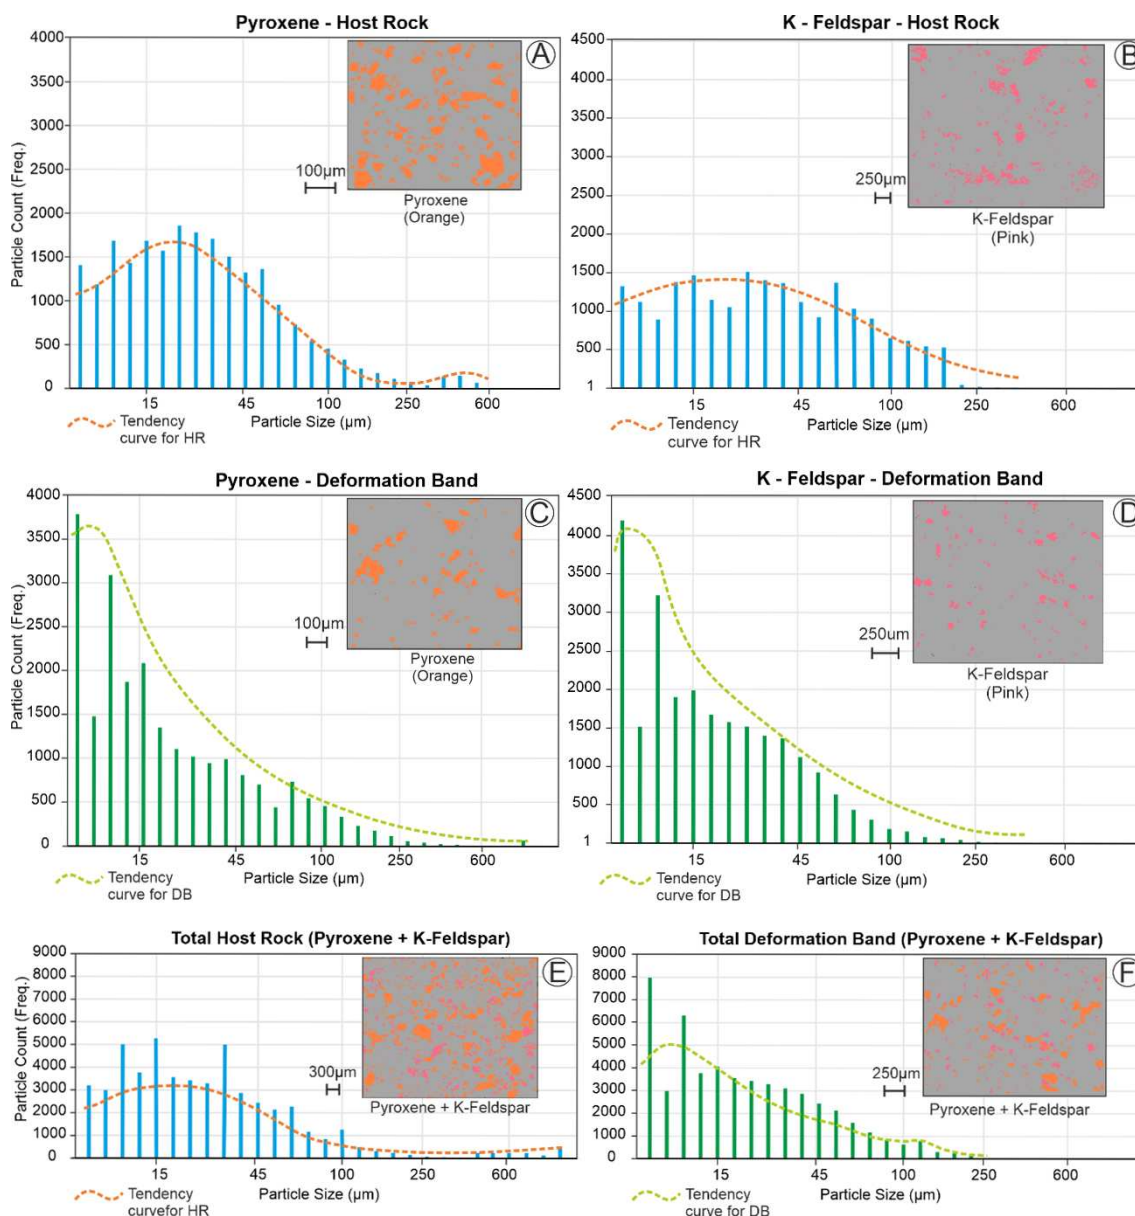 Pyroxene - Host Rock
A
Particle Count (Freq.)
4000
3500
3000
2500
2000
1500
1000
500
0
100µm
Pyroxene
(Orange)
15
45
100
250
600
Particle Size (µm)
Tendency
curve for HR
K - Feldspar - Host Rock
B
4500
4000
3500
3000
2500
2000
1500
1000
500
1
250µm
K-Feldspar
(Pink)
15
45
100
250
600
Particle Size (µm)
Tendency
curve for HR
Pyroxene - Deformation Band
C
Particle Count (Freq.)
4000
3500
3000
2500
2000
1500
1000
500
0
100µm
Pyroxene
(Orange)
15
45
100
250
600
Particle Size (µm)
Tendency
curve for DB
K - Feldspar - Deformation Band
D
4500
4000
3500
3000
2500
2000
1500
1000
500
1
250um
K-Feldspar
(Pink)
15
45
100
250
600
Particle Size (µm)
Tendency
curve for DB
Total Host Rock (Pyroxene + K-Feldspar)
E
Particle Count (Freq.)
9000
8000
7000
6000
5000
4000
3000
2000
1000
0
300µm
Pyroxene + K-Feldspar
15
45
100
250
600
Particle Size (µm)
Tendency
curvefor HR
Total Deformation Band (Pyroxene + K-Feldspar)
F
9000
8000
7000
6000
5000
4000
3000
2000
1000
0
250µm
Pyroxene + K-Feldspar
15
45
100
250
600
Particle Size (µm)
Tendency
curve for DB